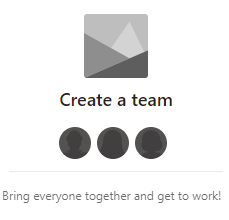 Create a team
Bring everyone together and get to work!